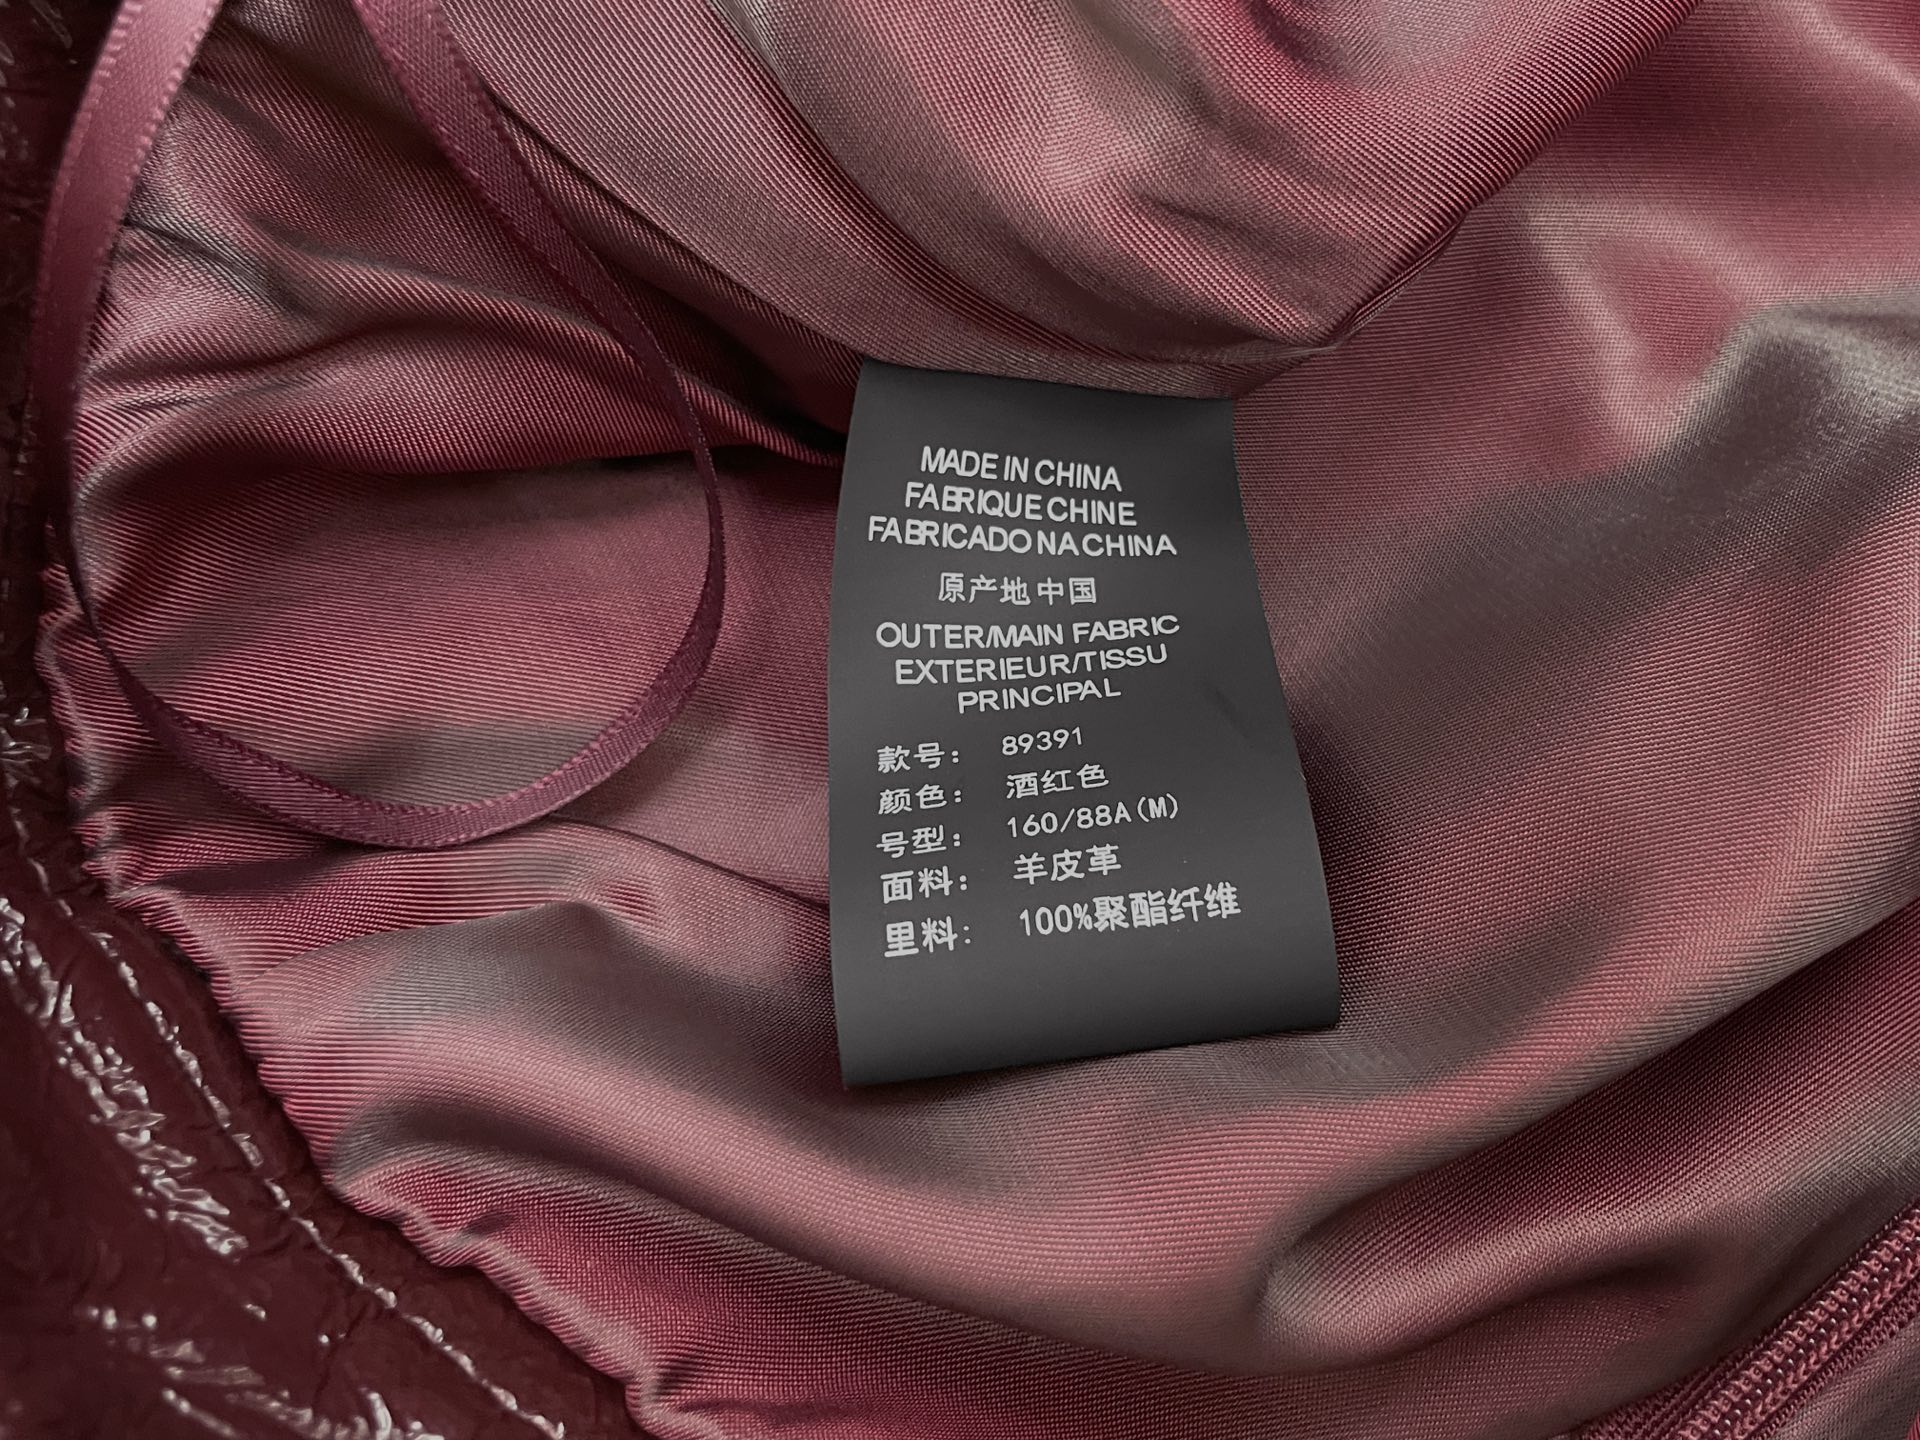 MADE IN CHINA
FABRIQUE CHINE
FABRICADO NA CHINA
原产地中国
OUTER/MAIN FABRIC
EXTERIEUR/TISSU
PRINCIPAL
款号： 89391
颜色： 酒红色
号型： 160/88A(M)
面料： 羊皮革
里料： 100%聚酯纤维